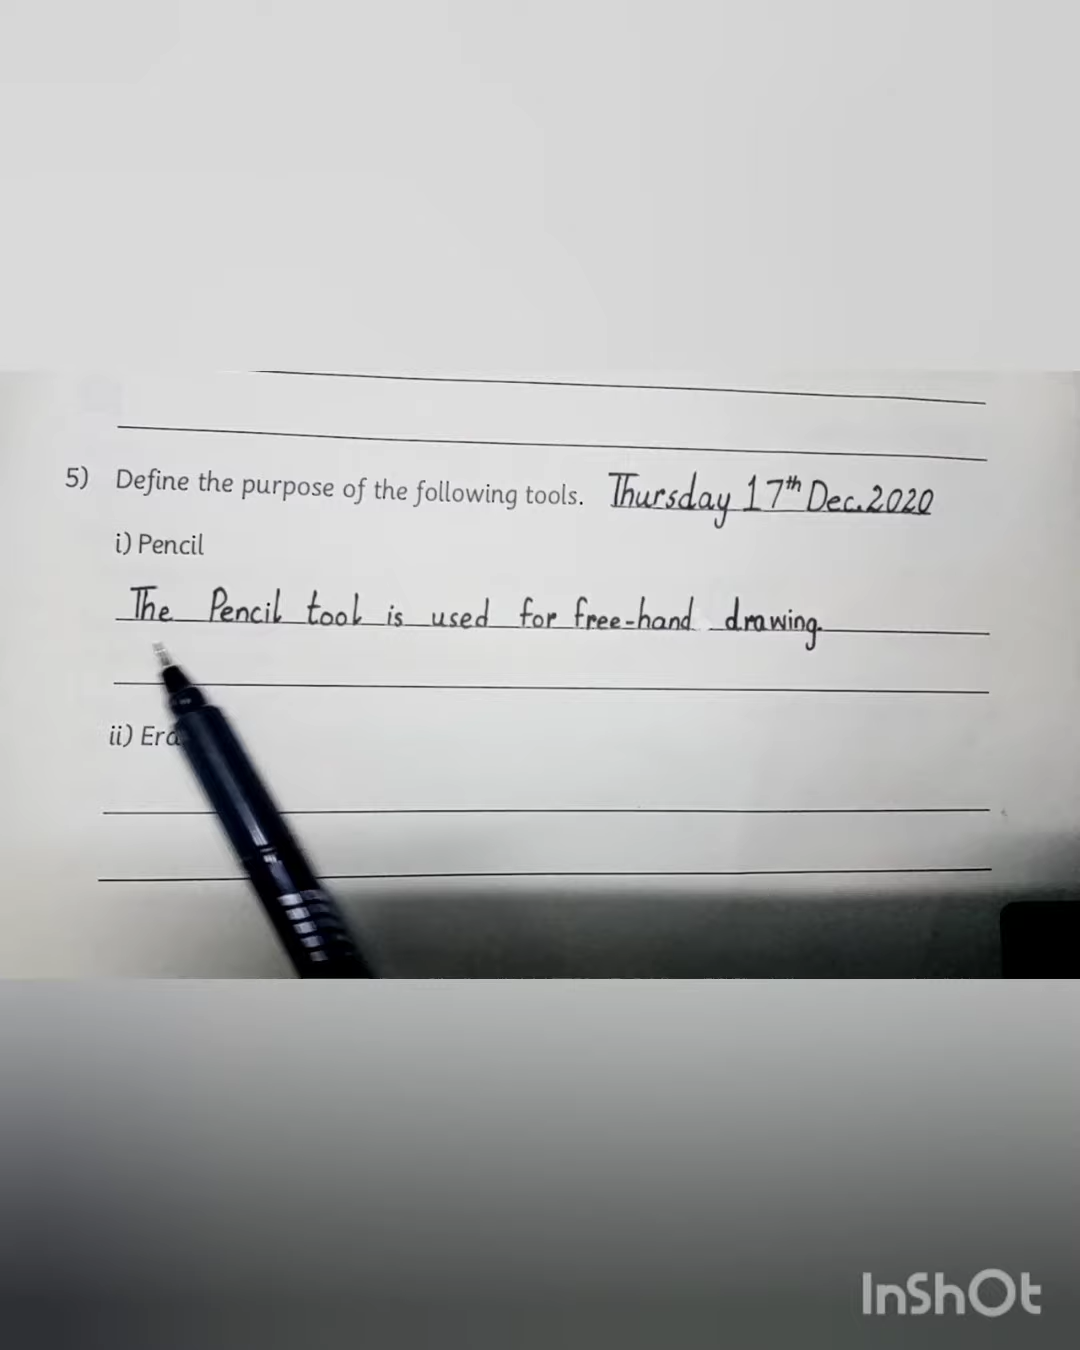 5) Define the purpose of the following tools. Thursday 17th Dec. 2020
i) Pencil
The Pencil tool is used for free-hand drawing.
ii)
InShOt